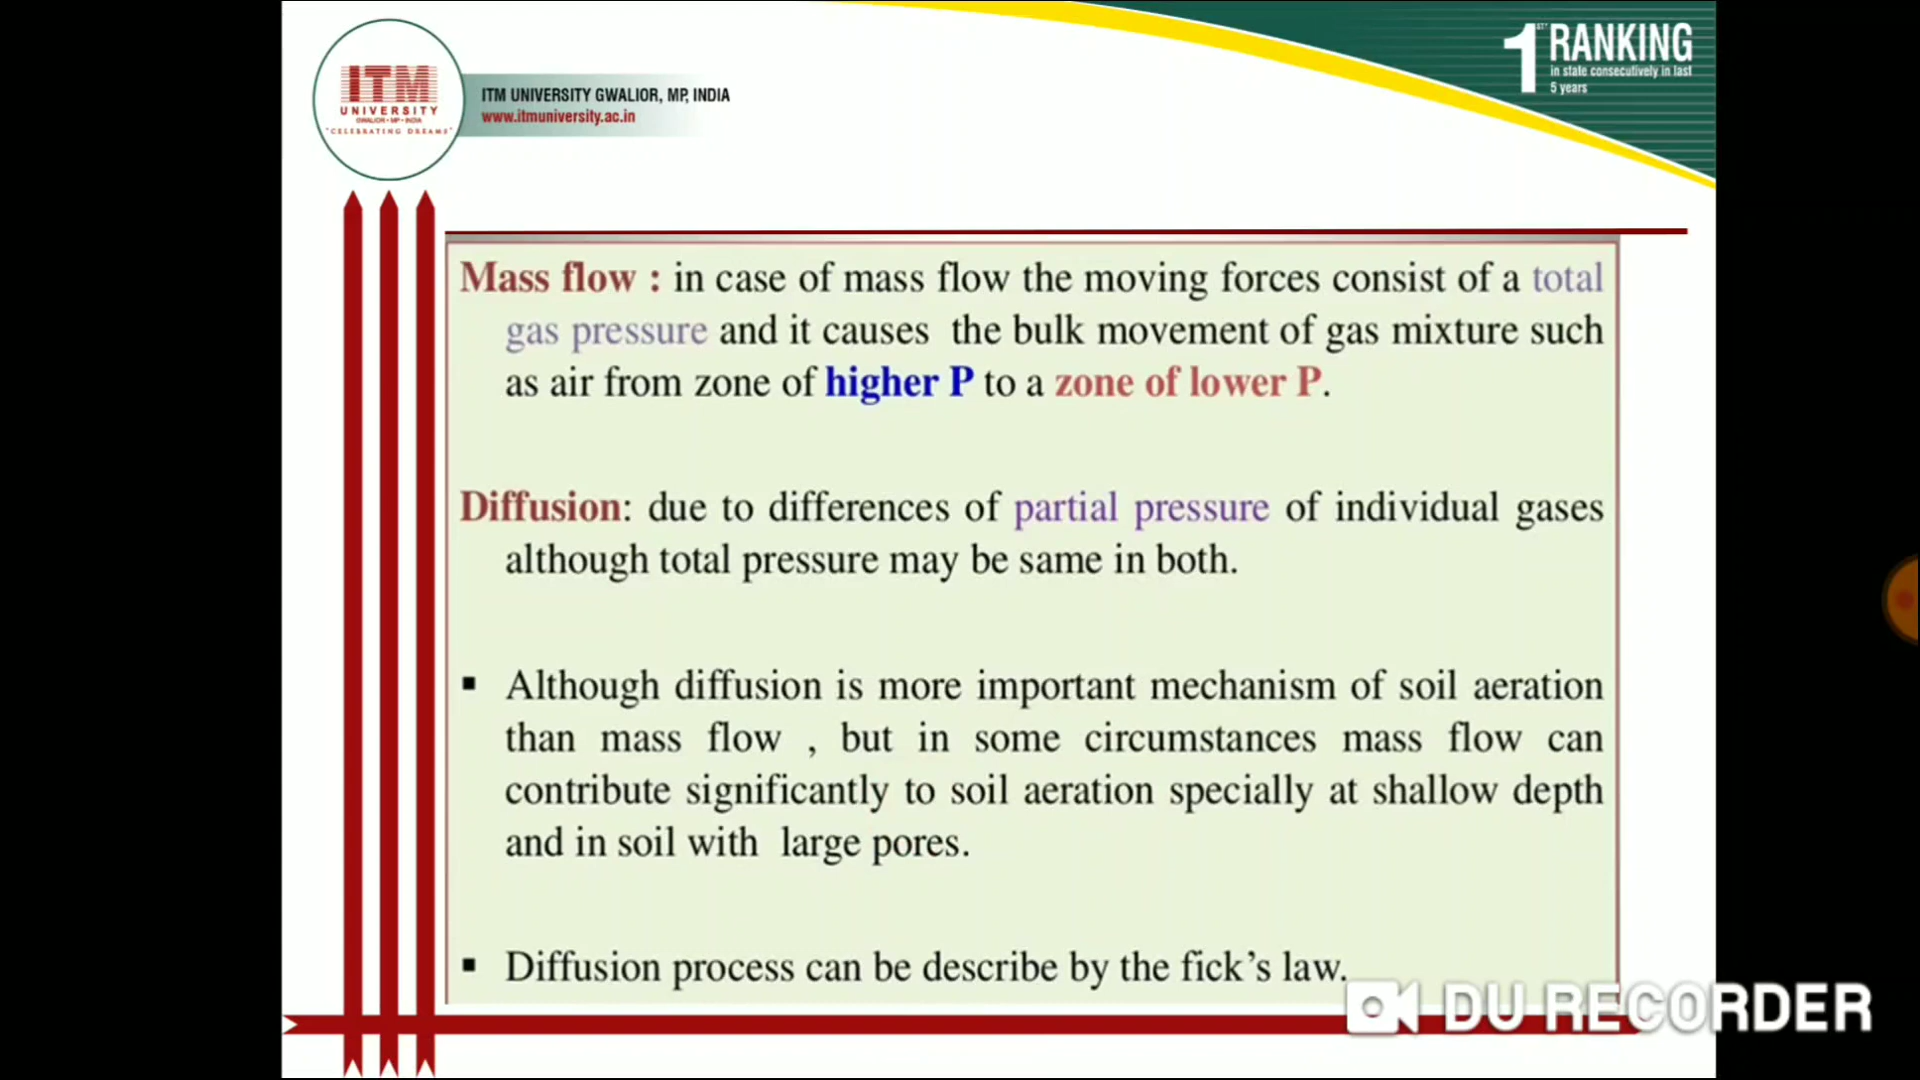 ITM
UNIVERSITY
GWALIOR • MP • INDIA
"CELEBRATING DREAMS"
ITM UNIVERSITY GWALIOR, MP, INDIA
www.itmuniversity.ac.in
1ST RANKING
in state consecutively in last
5 years
Mass flow : in case of mass flow the moving forces consist of a total
gas pressure and it causes the bulk movement of gas mixture such
as air from zone of higher P to a zone of lower P.
Diffusion: due to differences of partial pressure of individual gases
although total pressure may be same in both.
▪ Although diffusion is more important mechanism of soil aeration
than mass flow , but in some circumstances mass flow can
contribute significantly to soil aeration specially at shallow depth
and in soil with large pores.
▪ Diffusion process can be describe by the fick's law.
DU RECORDER